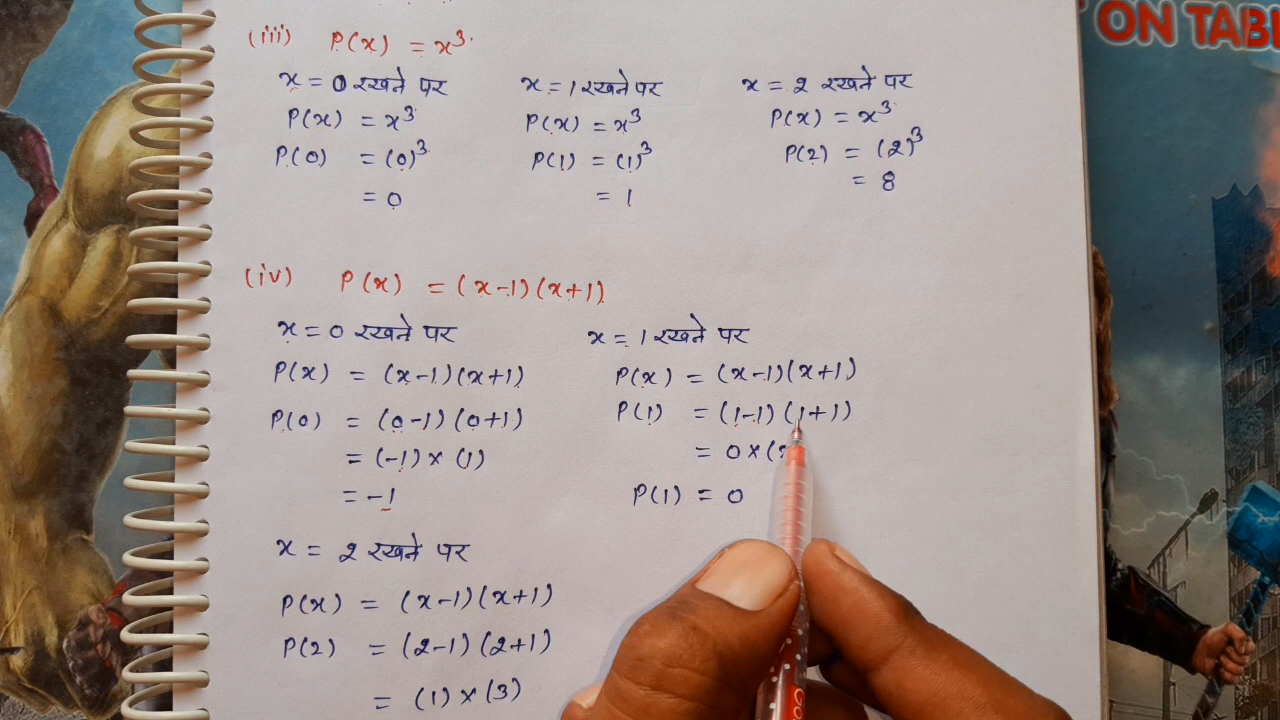 (iii) P(x) = x³
x = 0 रखने पर
P(x) = x³
P(0) = (0)³
= 0
x = 1 रखने पर
P(x) = x³
P(1) = (1)³
= 1
x = 2 रखने पर
P(x) = x³
P(2) = (2)³
= 8
(iv) P(x) = (x-1)(x+1)
x = 0 रखने पर
P(x) = (x-1)(x+1)
P(0) = (0-1)(0+1)
= (-1)×(1)
= -1
x = 1 रखने पर
P(x) = (x-1)(x+1)
P(1) = (1-1)(1+1)
= 0×(
P(1) = 0
x = 2 रखने पर
P(x) = (x-1)(x+1)
P(2) = (2-1)(2+1)
= (1)×(3)
ON TABL